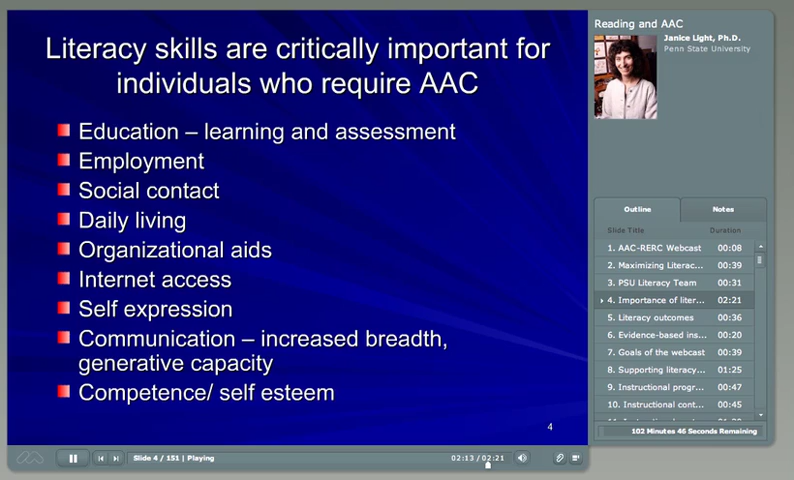 Literacy skills are critically important for
individuals who require AAC
Education – learning and assessment
Employment
Social contact
Daily living
Organizational aids
Internet access
Self expression
Communication – increased breadth,
generative capacity
Competence/ self esteem
4
Reading and AAC
Janice Light, Ph.D.
Penn State University
Outline
Notes
Slide Title Duration
1. AAC-RERC Webcast 00:08
2. Maximizing Literac... 00:39
3. PSU Literacy Team 00:31
4. Importance of liter... 02:21
5. Literacy outcomes 00:36
6. Evidence-based ins... 00:20
7. Goals of the webcast 00:39
8. Supporting literacy... 01:25
9. Instructional progr... 00:47
10. Instructional cont... 00:45
102 Minutes 46 Seconds Remaining
Slide 4 / 151 | Playing
02:13 / 02:21